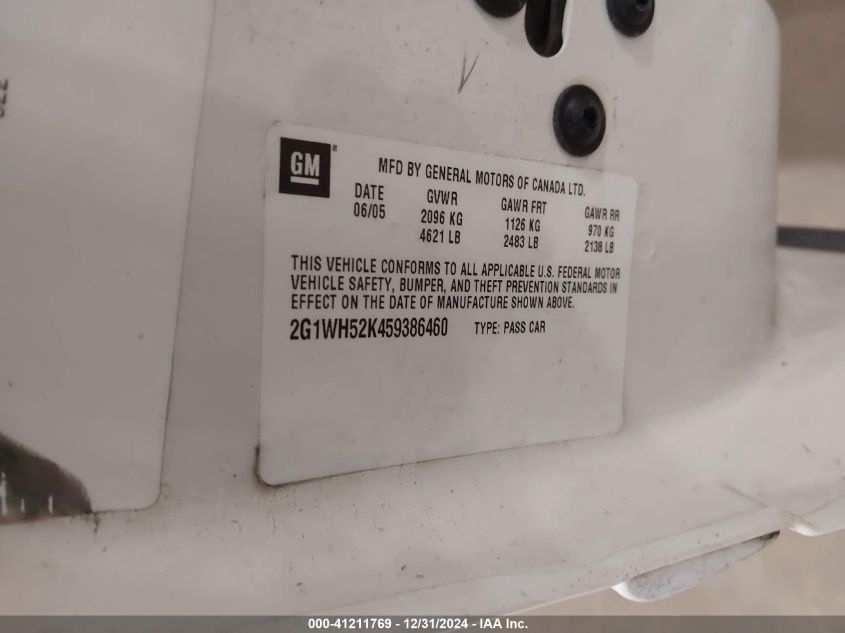 GM
MFD BY GENERAL MOTORS OF CANADA LTD.
DATE GVWR GAWR FRT GAWR RR
06/05 2096 KG 1126 KG 970 KG
4621 LB 2483 LB 2138 LB
THIS VEHICLE CONFORMS TO ALL APPLICABLE U.S. FEDERAL MOTOR
VEHICLE SAFETY, BUMPER, AND THEFT PREVENTION STANDARDS IN
EFFECT ON THE DATE OF MANUFACTURE SHOWN ABOVE.
2G1WH52K459386460 TYPE: PASS CAR
000-41211769 - 12/31/2024 - IAA Inc.